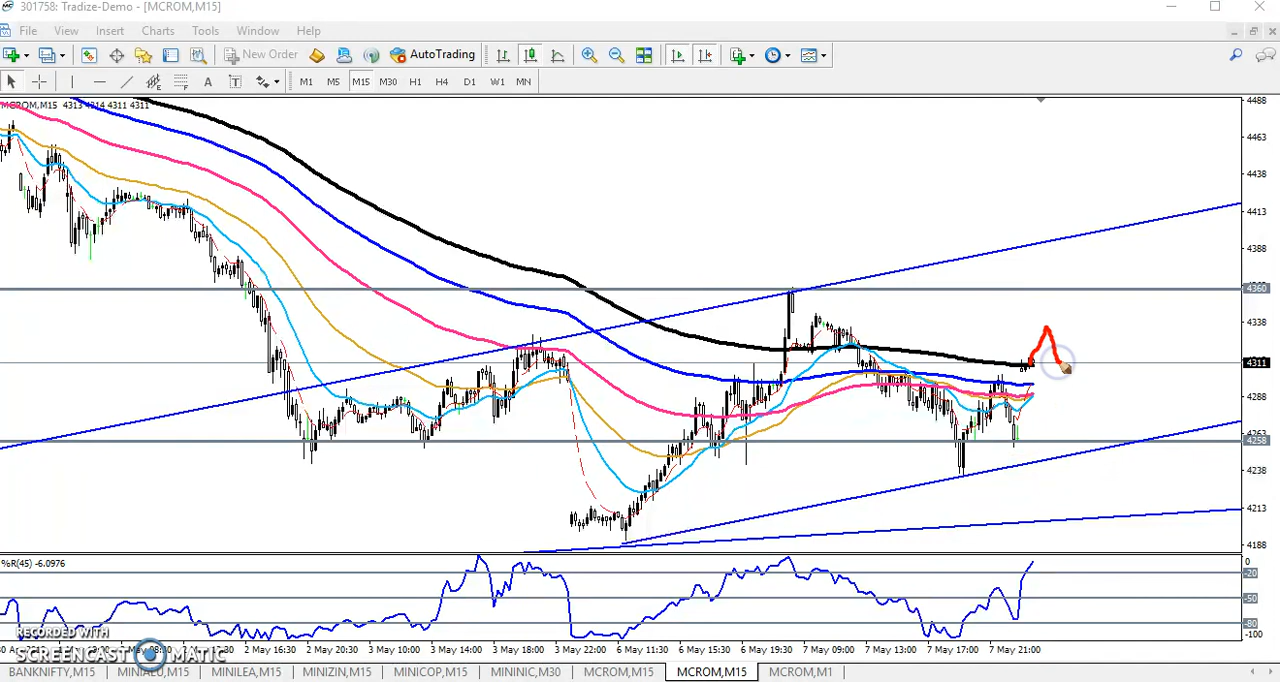 301758: Tradize-Demo - [MCROM,M15]
File View Insert Charts Tools Window Help
New Order AutoTrading
A T M1 M5 M15 M30 H1 H4 D1 W1 MN
MCROM,M15 4313 4314 4311 4311
4488
4463
4438
4413
4388
4360
4338
4311
4288
4263
4258
4238
4213
4188
%R(45) -6.0976
0
-20
-50
-80
-100
2 May 16:30 3 May 10:00 3 May 14:00 3 May 18:00 3 May 22:00 6 May 11:30 6 May 15:30 6 May 19:30 7 May 09:00 7 May 13:00 7 May 17:00 7 May 21:00
RECORDED WITH
SCREENCAST MATIC
BANKNIFTY,M15 MINIALU,M15 MINILEA,M15 MINIZIN,M15 MINICOP,M15 MININIC,M30 MCROM,M15 MCROM,M15 MCROM,M1